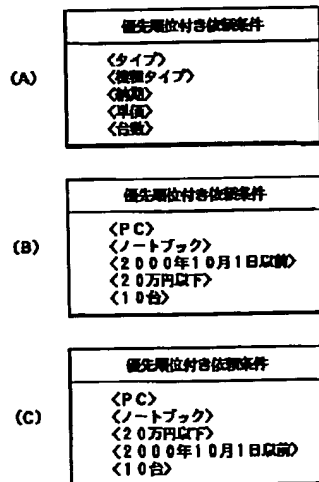 優先順位付き依頼条件
(A)
<タイプ>
<機種タイプ>
<納期>
<単価>
<台数>
優先順位付き依頼条件
(B)
<PC>
<ノートブック>
<2000年10月1日以前>
<20万円以下>
<10台>
優先順位付き依頼条件
(C)
<PC>
<ノートブック>
<20万円以下>
<2000年10月1日以前>
<10台>